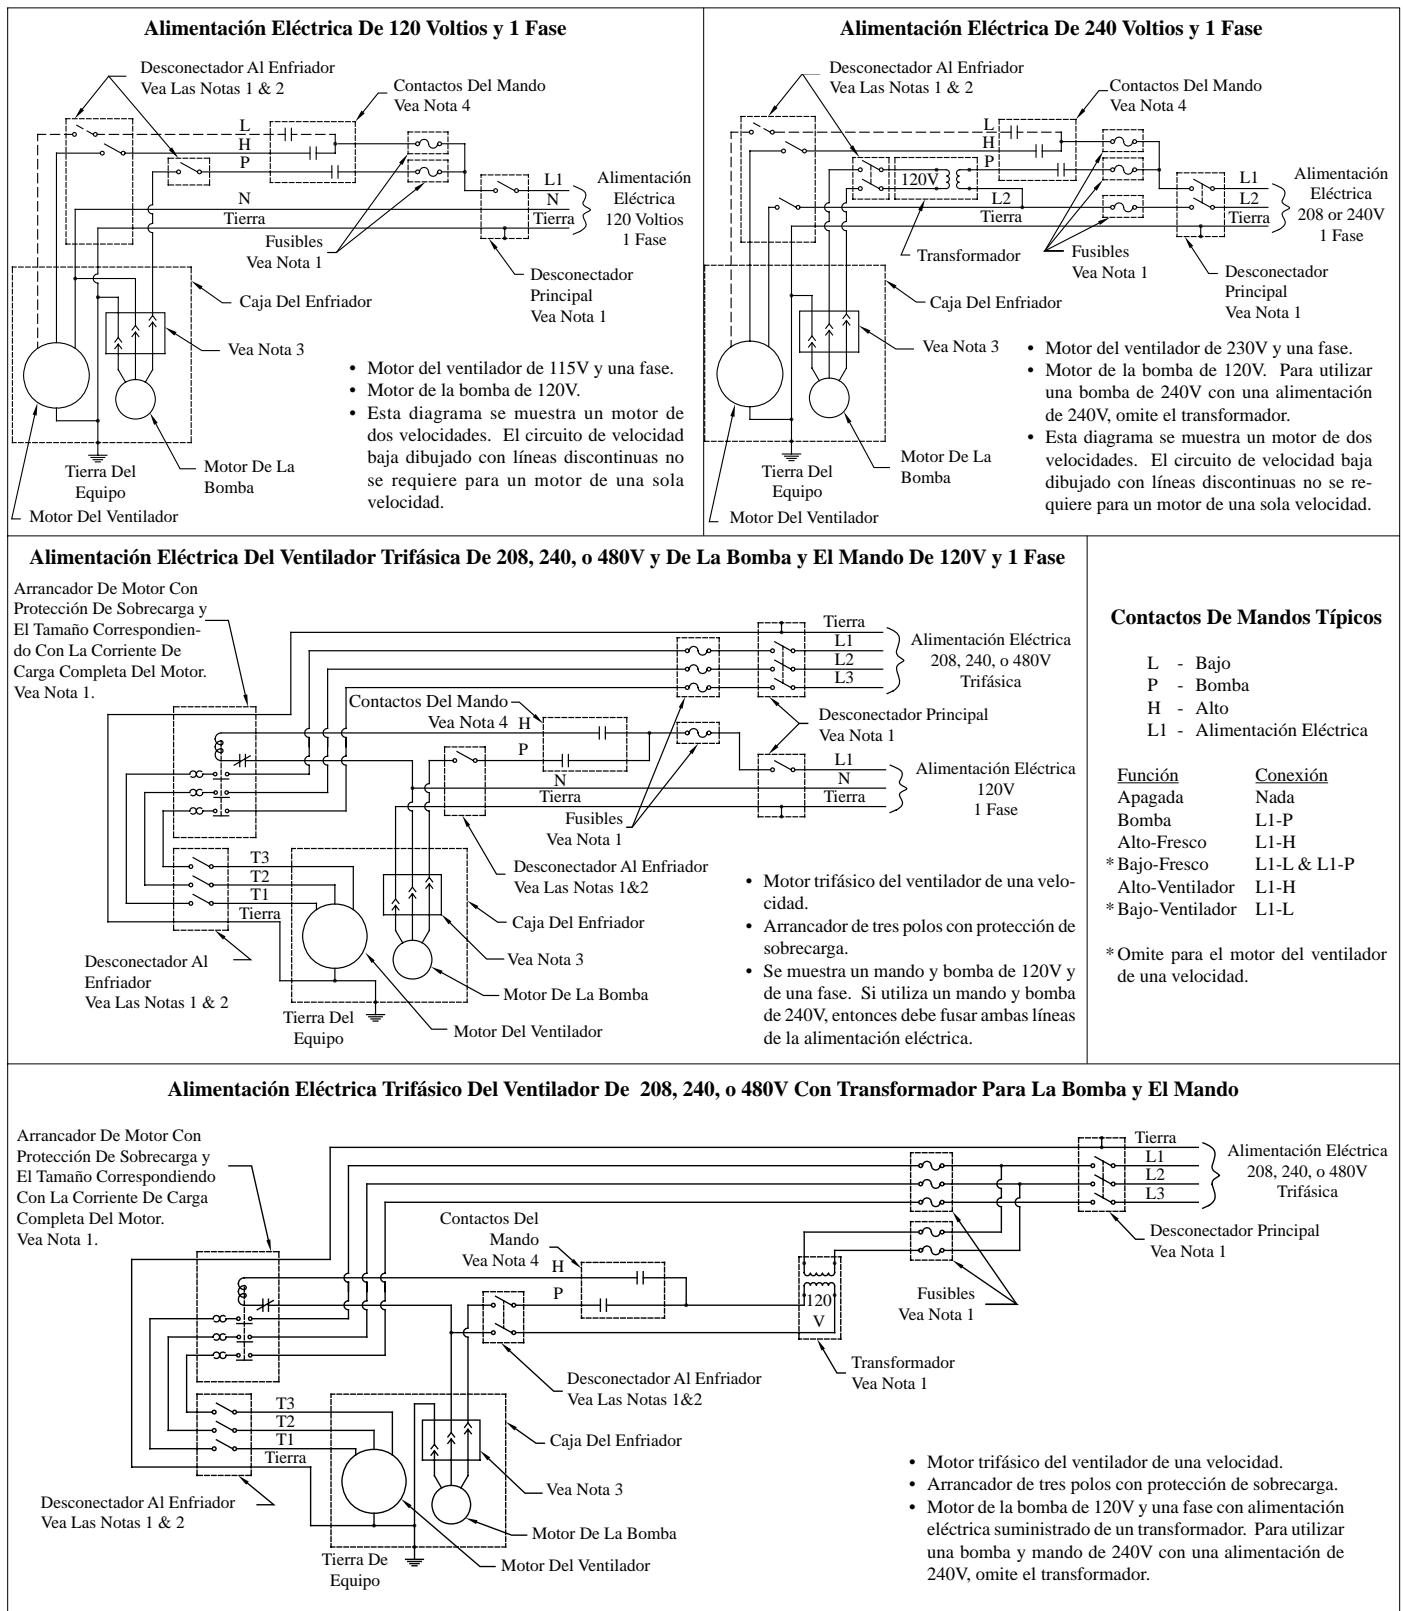 Alimentación Eléctrica De 120 Voltios y 1 Fase
Desconectador Al Enfriador
Vea Las Notas 1 & 2
Contactos Del Mando
Vea Nota 4
L
H
P
N
Tierra
L1
N
Tierra
Alimentación
Eléctrica
120 Voltios
1 Fase
Fusibles
Vea Nota 1
Desconectador
Principal
Vea Nota 1
Caja Del Enfriador
Vea Nota 3
Tierra Del
Equipo
Motor De La
Bomba
Motor Del Ventilador
• Motor del ventilador de 115V y una fase.
• Motor de la bomba de 120V.
• Esta diagrama se muestra un motor de
dos velocidades. El circuito de velocidad
baja dibujado con líneas discontinuas no
se requiere para un motor de una sola
velocidad.
Alimentación Eléctrica De 240 Voltios y 1 Fase
Desconectador Al Enfriador
Vea Las Notas 1 & 2
Contactos Del Mando
Vea Nota 4
L
H
P
120V
L2
Tierra
L1
L2
Tierra
Alimentación
Eléctrica
208 or 240V
1 Fase
Transformador
Fusibles
Vea Nota 1
Desconectador
Principal
Vea Nota 1
Caja Del Enfriador
Vea Nota 3
Tierra Del
Equipo
Motor De La
Bomba
Motor Del Ventilador
• Motor del ventilador de 230V y una fase.
• Motor de la bomba de 120V. Para utilizar
una bomba de 240V con una alimentación
de 240V, omite el transformador.
• Esta diagrama se muestra un motor de dos
velocidades. El circuito de velocidad baja
dibujado con líneas discontinuas no se re-
quiere para un motor de una sola velocidad.
Alimentación Eléctrica Del Ventilador Trifásica De 208, 240, o 480V y De La Bomba y El Mando De 120V y 1 Fase
Arrancador De Motor Con
Protección De Sobrecarga y
El Tamaño Correspondien-
do Con La Corriente De
Carga Completa Del Motor.
Vea Nota 1.
Tierra
L1
L2
L3
Alimentación Eléctrica
208, 240, o 480V
Trifásica
Contactos Del Mando
Vea Nota 4
H
P
N
Tierra
Desconectador Principal
Vea Nota 1
L1
N
Tierra
Alimentación Eléctrica
120V
1 Fase
Fusibles
Vea Nota 1
T3
T2
T1
Tierra
Desconectador Al Enfriador
Vea Las Notas 1&2
Caja Del Enfriador
Vea Nota 3
Motor De La Bomba
Motor Del Ventilador
Desconectador Al
Enfriador
Vea Las Notas 1 & 2
Tierra Del
Equipo
• Motor trifásico del ventilador de una velo-
cidad.
• Arrancador de tres polos con protección de
sobrecarga.
• Se muestra un mando y bomba de 120V y
de una fase. Si utiliza un mando y bomba
de 240V, entonces debe fusar ambas líneas
de la alimentación eléctrica.
Contactos De Mandos Típicos
L - Bajo
P - Bomba
H - Alto
L1 - Alimentación Eléctrica
Función Conexión
Apagada Nada
Bomba L1-P
Alto-Fresco L1-H
* Bajo-Fresco L1-L & L1-P
Alto-Ventilador L1-H
* Bajo-Ventilador L1-L
* Omite para el motor del ventilador
de una velocidad.
Alimentación Eléctrica Trifásico Del Ventilador De 208, 240, o 480V Con Transformador Para La Bomba y El Mando
Arrancador De Motor Con
Protección De Sobrecarga y
El Tamaño Correspondiendo
Con La Corriente De Carga
Completa Del Motor.
Vea Nota 1.
Tierra
L1
L2
L3
Alimentación Eléctrica
208, 240, o 480V
Trifásica
Desconectador Principal
Vea Nota 1
Contactos Del
Mando
Vea Nota 4
H
P
120
V
Fusibles
Vea Nota 1
Transformador
Vea Nota 1
Desconectador Al Enfriador
Vea Las Notas 1&2
T3
T2
T1
Tierra
Caja Del Enfriador
Vea Nota 3
Motor De La Bomba
Motor Del Ventilador
Desconectador Al Enfriador
Vea Las Notas 1 & 2
Tierra De
Equipo
• Motor trifásico del ventilador de una velocidad.
• Arrancador de tres polos con protección de sobrecarga.
• Motor de la bomba de 120V y una fase con alimentación
eléctrica suministrado de un transformador. Para utilizar
una bomba y mando de 240V con una alimentación de
240V, omite el transformador.